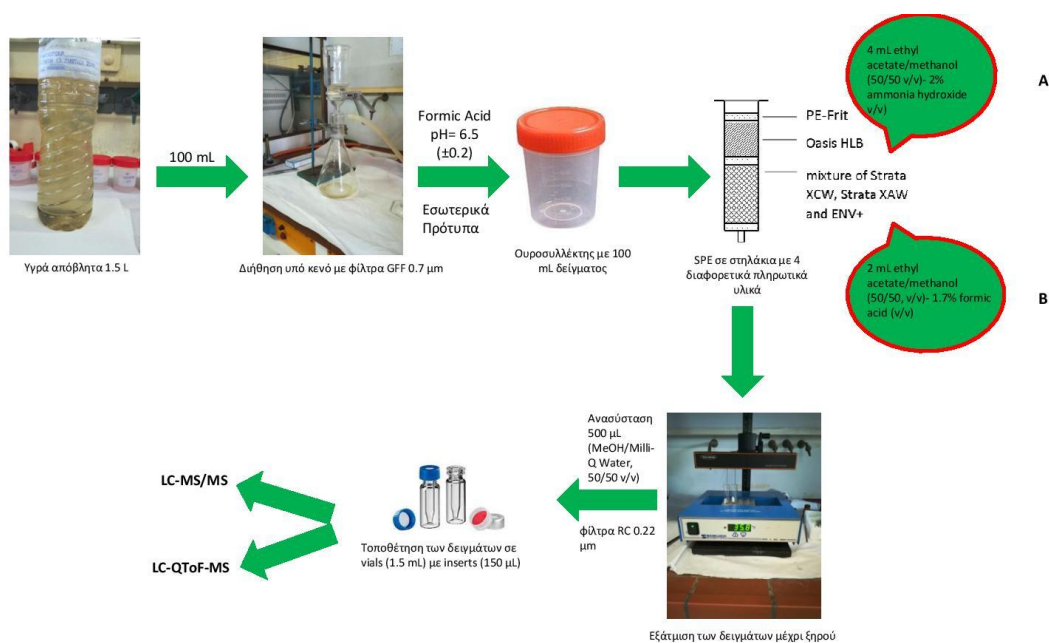 Υγρά απόβλητα 1.5 L
100 mL
Διήθηση υπό κενό με φίλτρα GFF 0.7 μm
Formic Acid
pH= 6.5
(±0.2)
Εσωτερικά
Πρότυπα
Ουροσυλλέκτης με 100
mL δείγματος
PE-Frit
Oasis HLB
mixture of Strata
XCW, Strata XAW
and ENV+
SPE σε στηλάκια με 4
διαφορετικά πληρωτικά
υλικά
4 mL ethyl
acetate/methanol
(50/50 v/v)- 2%
ammonia hydroxide
v/v)
A
2 mL ethyl
acetate/methanol
(50/50, v/v)- 1.7% formic
acid (v/v)
B
Ανασύσταση
500 μL
(MeOH/Milli-
Q Water,
50/50 v/v)
φίλτρα RC 0.22
μm
Εξάτμιση των δειγμάτων μέχρι ξηρού
Τοποθέτηση των δειγμάτων σε
vials (1.5 mL) με inserts (150 μL)
LC-MS/MS
LC-QToF-MS